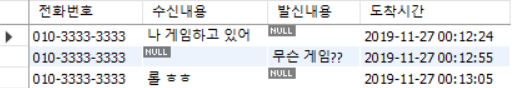 전화번호 수신내용 발신내용 도착시간
010-3333-3333 나 게임하고 있어 NULL 2019-11-27 00:12:24
010-3333-3333 NULL 무슨 게임?? 2019-11-27 00:12:55
010-3333-3333 롤 ㅎㅎ NULL 2019-11-27 00:13:05